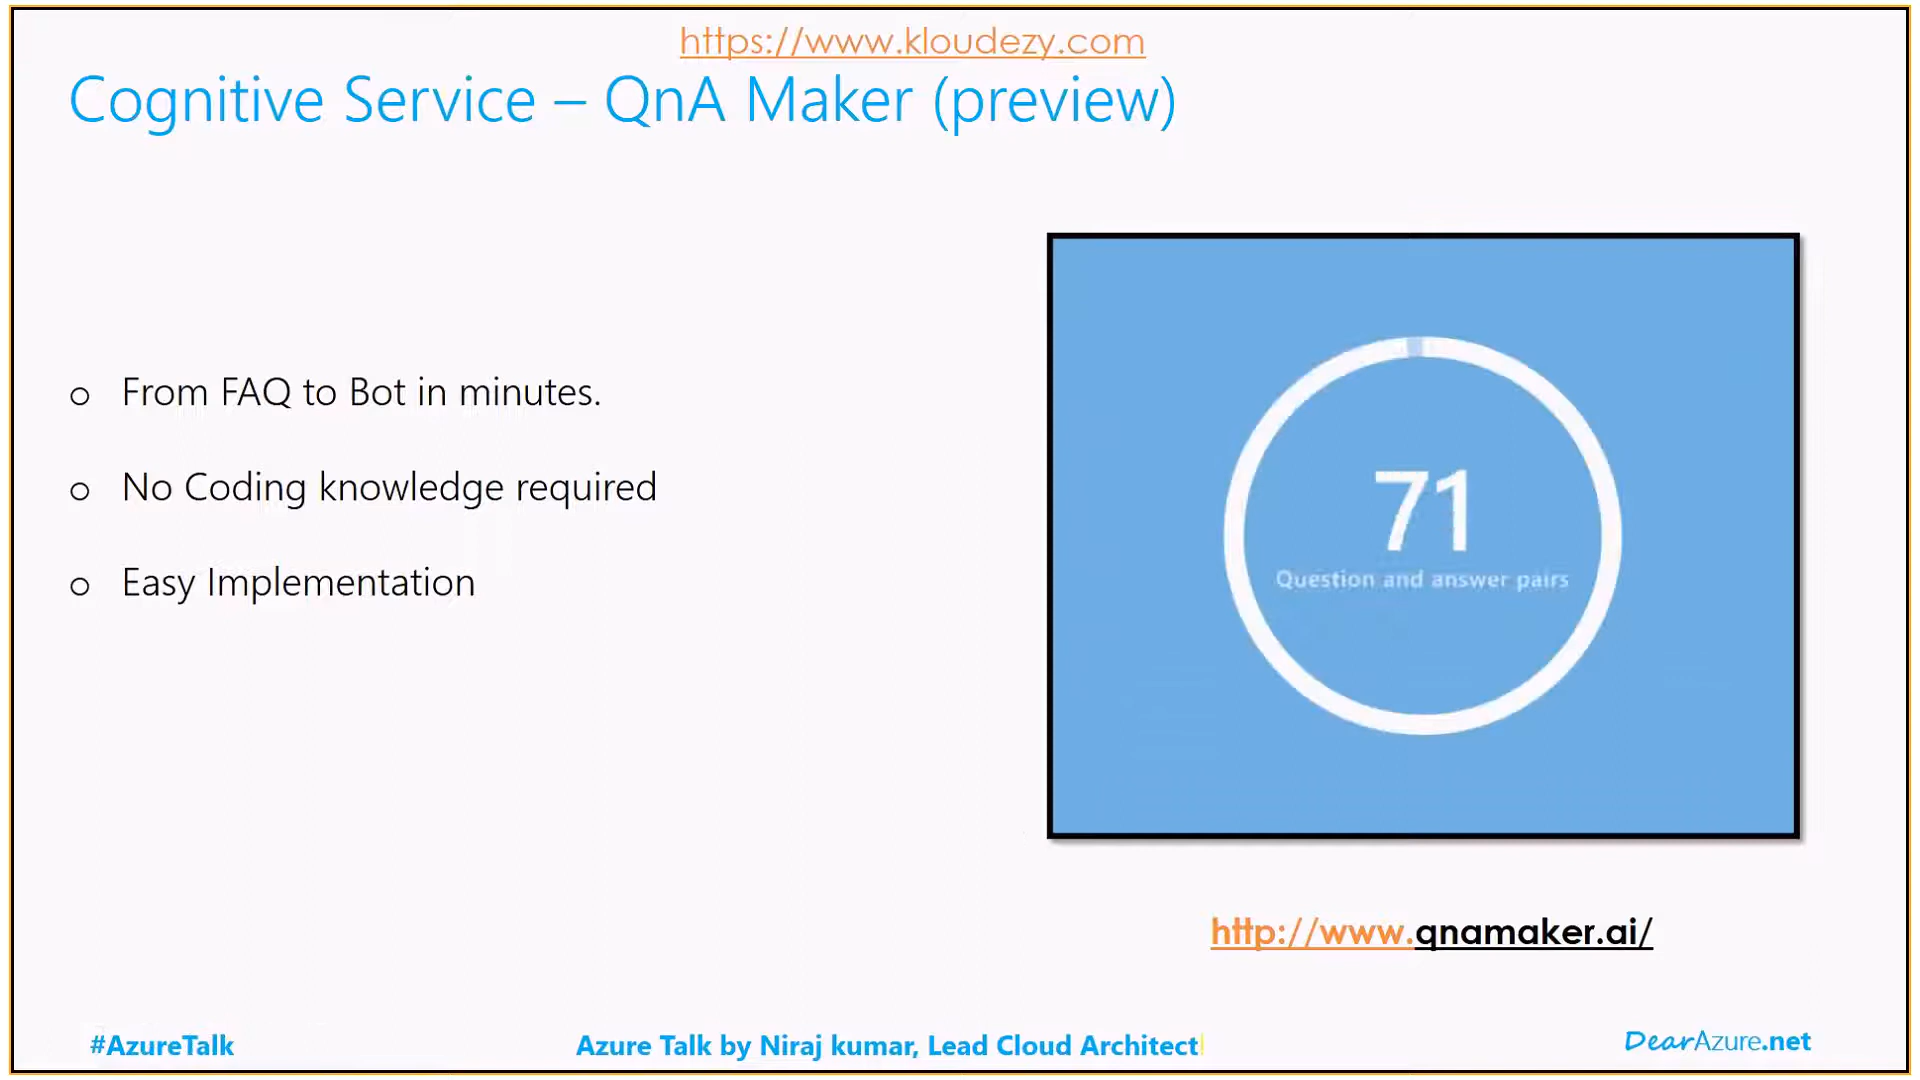 https://www.kloudezy.com
Cognitive Service – QnA Maker (preview)
o From FAQ to Bot in minutes.
o No Coding knowledge required
o Easy Implementation
71
Question and answer pairs
http://www.qnamaker.ai/
#AzureTalk
Azure Talk by Niraj kumar, Lead Cloud Architect
DearAzure.net